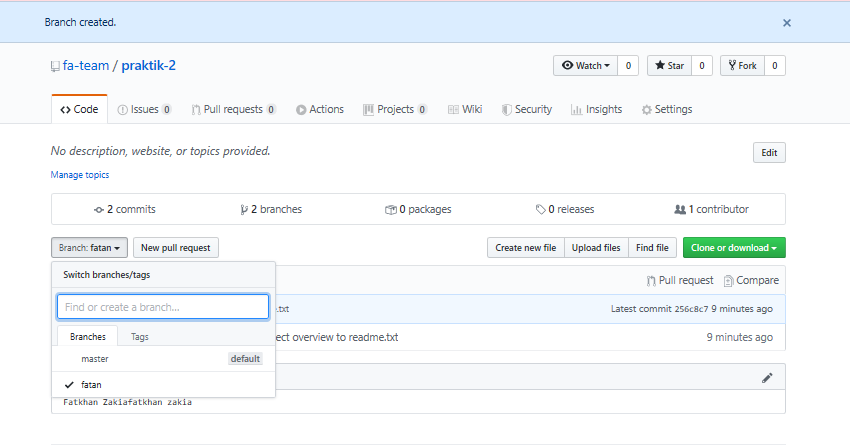 Branch created.
fa-team / praktik-2
Watch 0 Star 0 Fork 0
Code Issues 0 Pull requests 0 Actions Projects 0 Wiki Security Insights Settings
No description, website, or topics provided.
Edit
Manage topics
2 commits 2 branches 0 packages 0 releases 1 contributor
Branch: fatan New pull request Create new file Upload files Find file Clone or download
Switch branches/tags
Pull request Compare
Find or create a branch...
.txt Latest commit 256c8c7 9 minutes ago
Branches Tags
ect overview to readme.txt 9 minutes ago
master default
fatan
Fatkhan Zakiafatkhan zakia